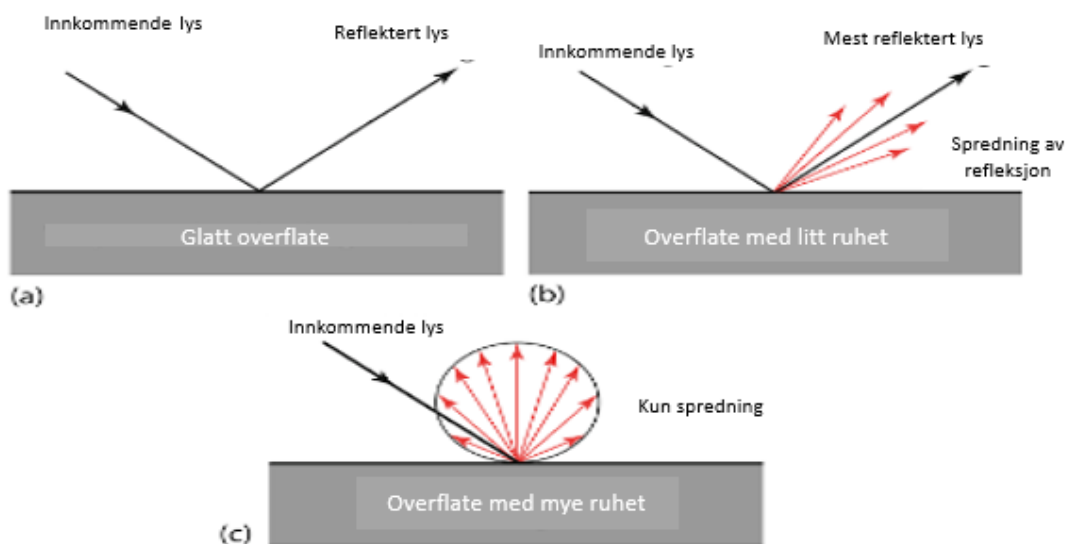 Innkommende lys
Reflektert lys
Glatt overflate
(a)
Innkommende lys
Mest reflektert lys
Spredning av
refleksjon
Overflate med litt ruhet
(b)
Innkommende lys
Kun spredning
Overflate med mye ruhet
(c)